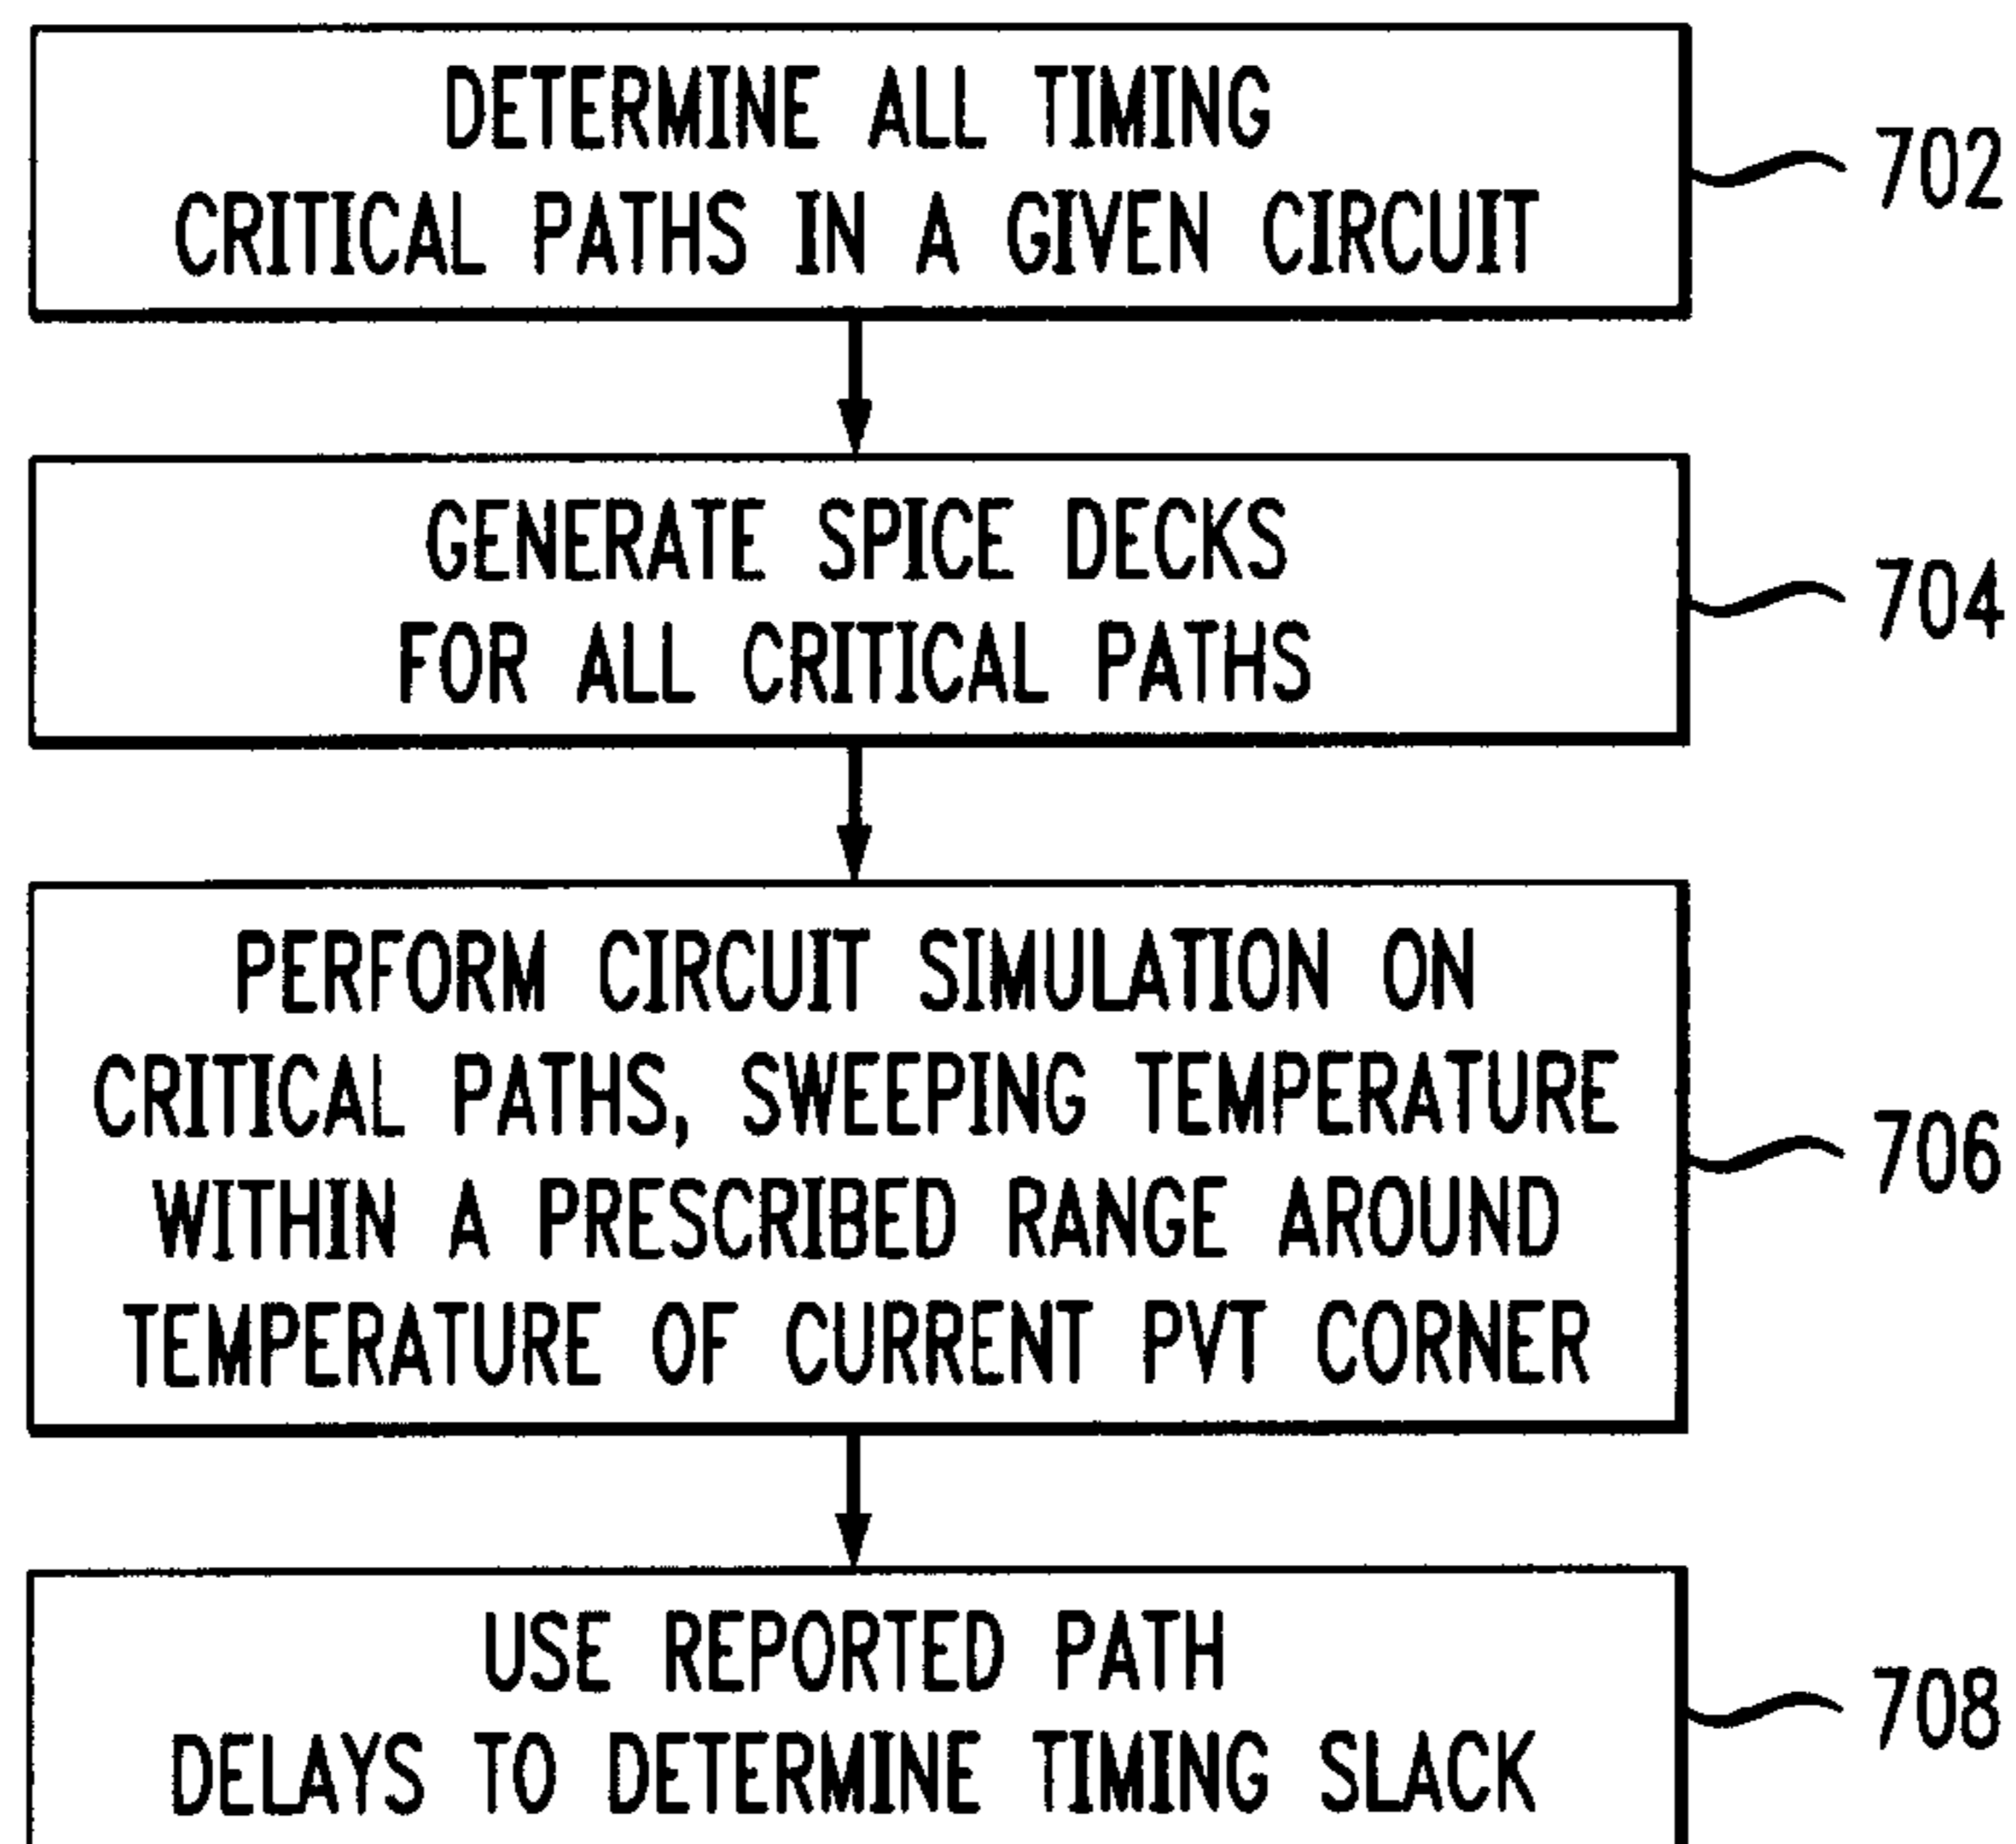 DETERMINE ALL TIMING
CRITICAL PATHS IN A GIVEN CIRCUIT
702
GENERATE SPICE DECKS
FOR ALL CRITICAL PATHS
704
PERFORM CIRCUIT SIMULATION ON
CRITICAL PATHS, SWEEPING TEMPERATURE
WITHIN A PRESCRIBED RANGE AROUND
TEMPERATURE OF CURRENT PVT CORNER
706
USE REPORTED PATH
DELAYS TO DETERMINE TIMING SLACK
708